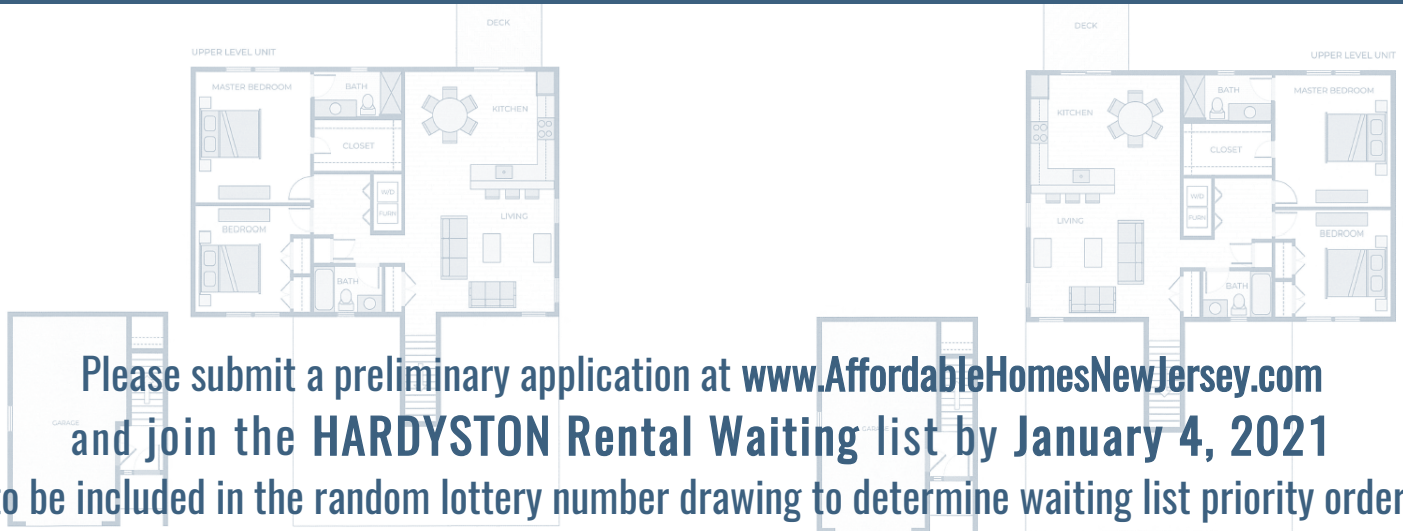 DECK
DECK
UPPER LEVEL UNIT
UPPER LEVEL UNIT
MASTER BEDROOM
BATH
KITCHEN
CLOSET
W/D
FURN
LIVING
BEDROOM
BATH
KITCHEN
BATH
MASTER BEDROOM
CLOSET
W/D
FURN
LIVING
BEDROOM
BATH
Please submit a preliminary application at www.AffordableHomesNewJersey.com
GARAGE
GARAGE
and join the HARDYSTON Rental Waiting list by January 4, 2021
to be included in the random lottery number drawing to determine waiting list priority order